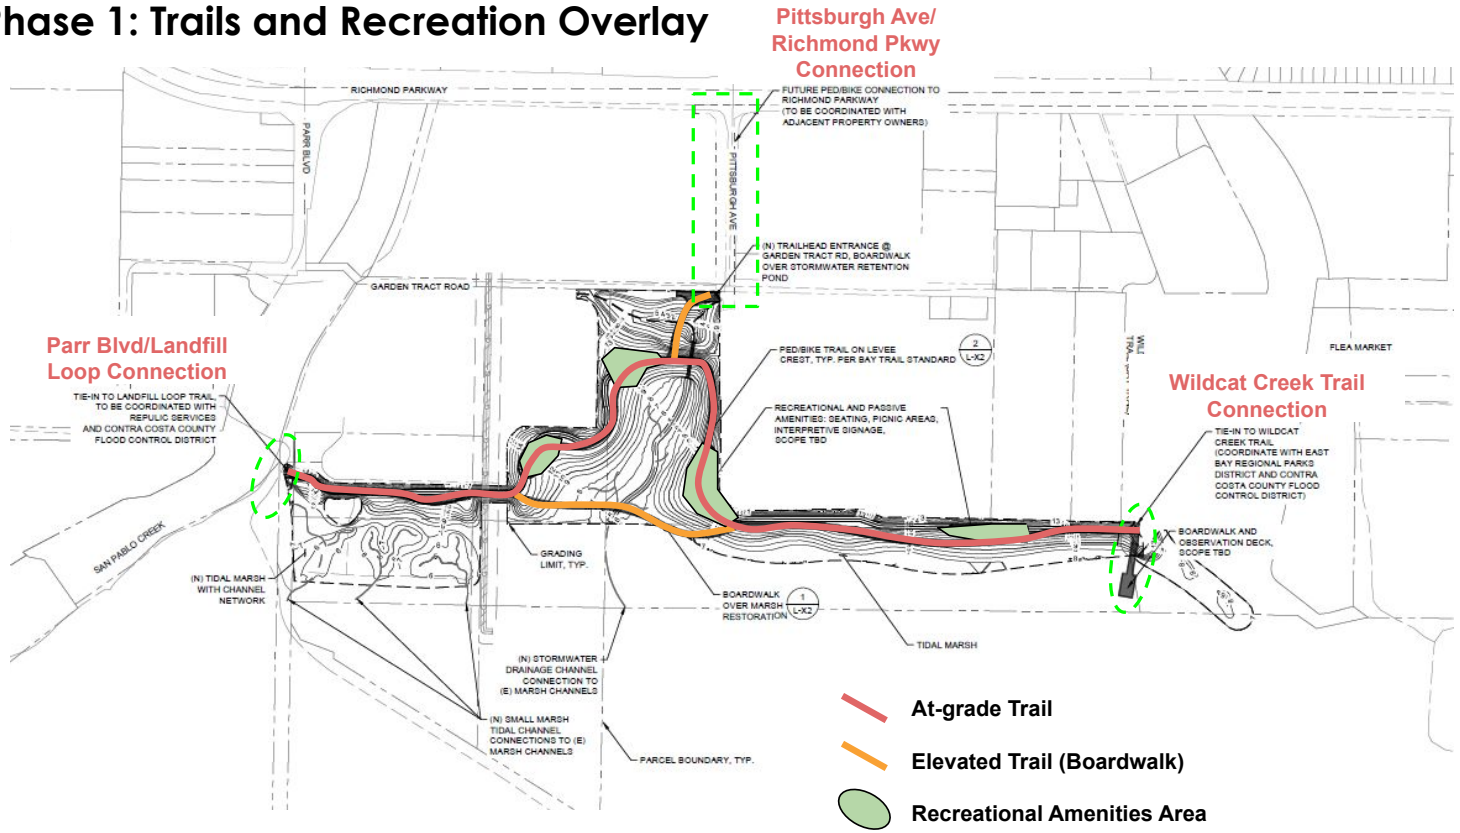 hase 1: Trails and Recreation Overlay
Pittsburgh Ave/
Richmond Pkwy
Connection
FUTURE PED/BIKE CONNECTION TO
RICHMOND PARKWAY
(TO BE COORDINATED WITH
ADJACENT PROPERTY OWNERS)
RICHMOND PARKWAY
PARR BLVD
PITTSBURGH AVE
(N) TRAILHEAD ENTRANCE @
GARDEN TRACT RD, BOARDWALK
OVER STORMWATER RETENTION
POND
GARDEN TRACT ROAD
Parr Blvd/Landfill
Loop Connection
TIE-IN TO LANDFILL LOOP TRAIL,
TO BE COORDINATED WITH
REPULIC SERVICES
AND CONTRA COSTA COUNTY
FLOOD CONTROL DISTRICT
PED/BIKE TRAIL ON LEVEE
CREST, TYP. PER BAY TRAIL STANDARD
2
L-X2
FLEA MARKET
Wildcat Creek Trail
Connection
TIE-IN TO WILDCAT
CREEK TRAIL
(COORDINATE WITH EAST
BAY REGIONAL PARKS
DISTRICT AND CONTRA
COSTA COUNTY FLOOD
CONTROL DISTRICT)
RECREATIONAL AND PASSIVE
AMENITIES: SEATING, PICNIC AREAS,
INTERPRETIVE SIGNAGE,
SCOPE TBD
BOARDWALK AND
OBSERVATION DECK,
SCOPE TBD
SAN PABLO CREEK
(N) TIDAL MARSH
WITH CHANNEL
NETWORK
GRADING
LIMIT, TYP.
BOARDWALK
OVER MARSH
RESTORATION
1
L-X2
TIDAL MARSH
(N) STORMWATER
DRAINAGE CHANNEL
CONNECTION TO
(E) MARSH CHANNELS
(N) SMALL MARSH
TIDAL CHANNEL
CONNECTIONS TO (E)
MARSH CHANNELS
PARCEL BOUNDARY, TYP.
At-grade Trail
Elevated Trail (Boardwalk)
Recreational Amenities Area